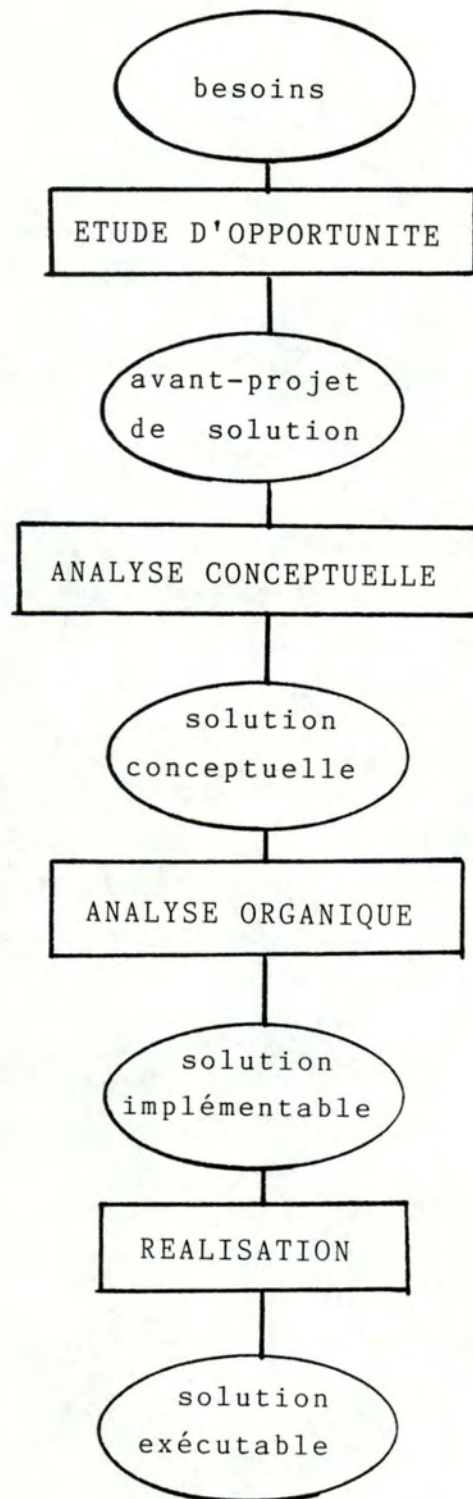 besoins
ETUDE D'OPPORTUNITE
avant-projet
de solution
ANALYSE CONCEPTUELLE
solution
conceptuelle
ANALYSE ORGANIQUE
solution
implémentable
REALISATION
solution
exécutable